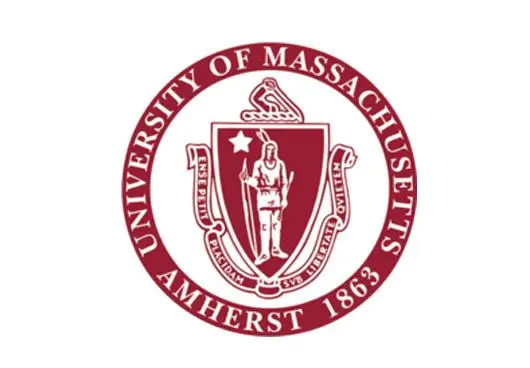 UNIVERSITY OF MASSACHUSETTS
AMHERST 1863
ENSE PETIT PLACIDAM SVB LIBERTATE QVIETEM